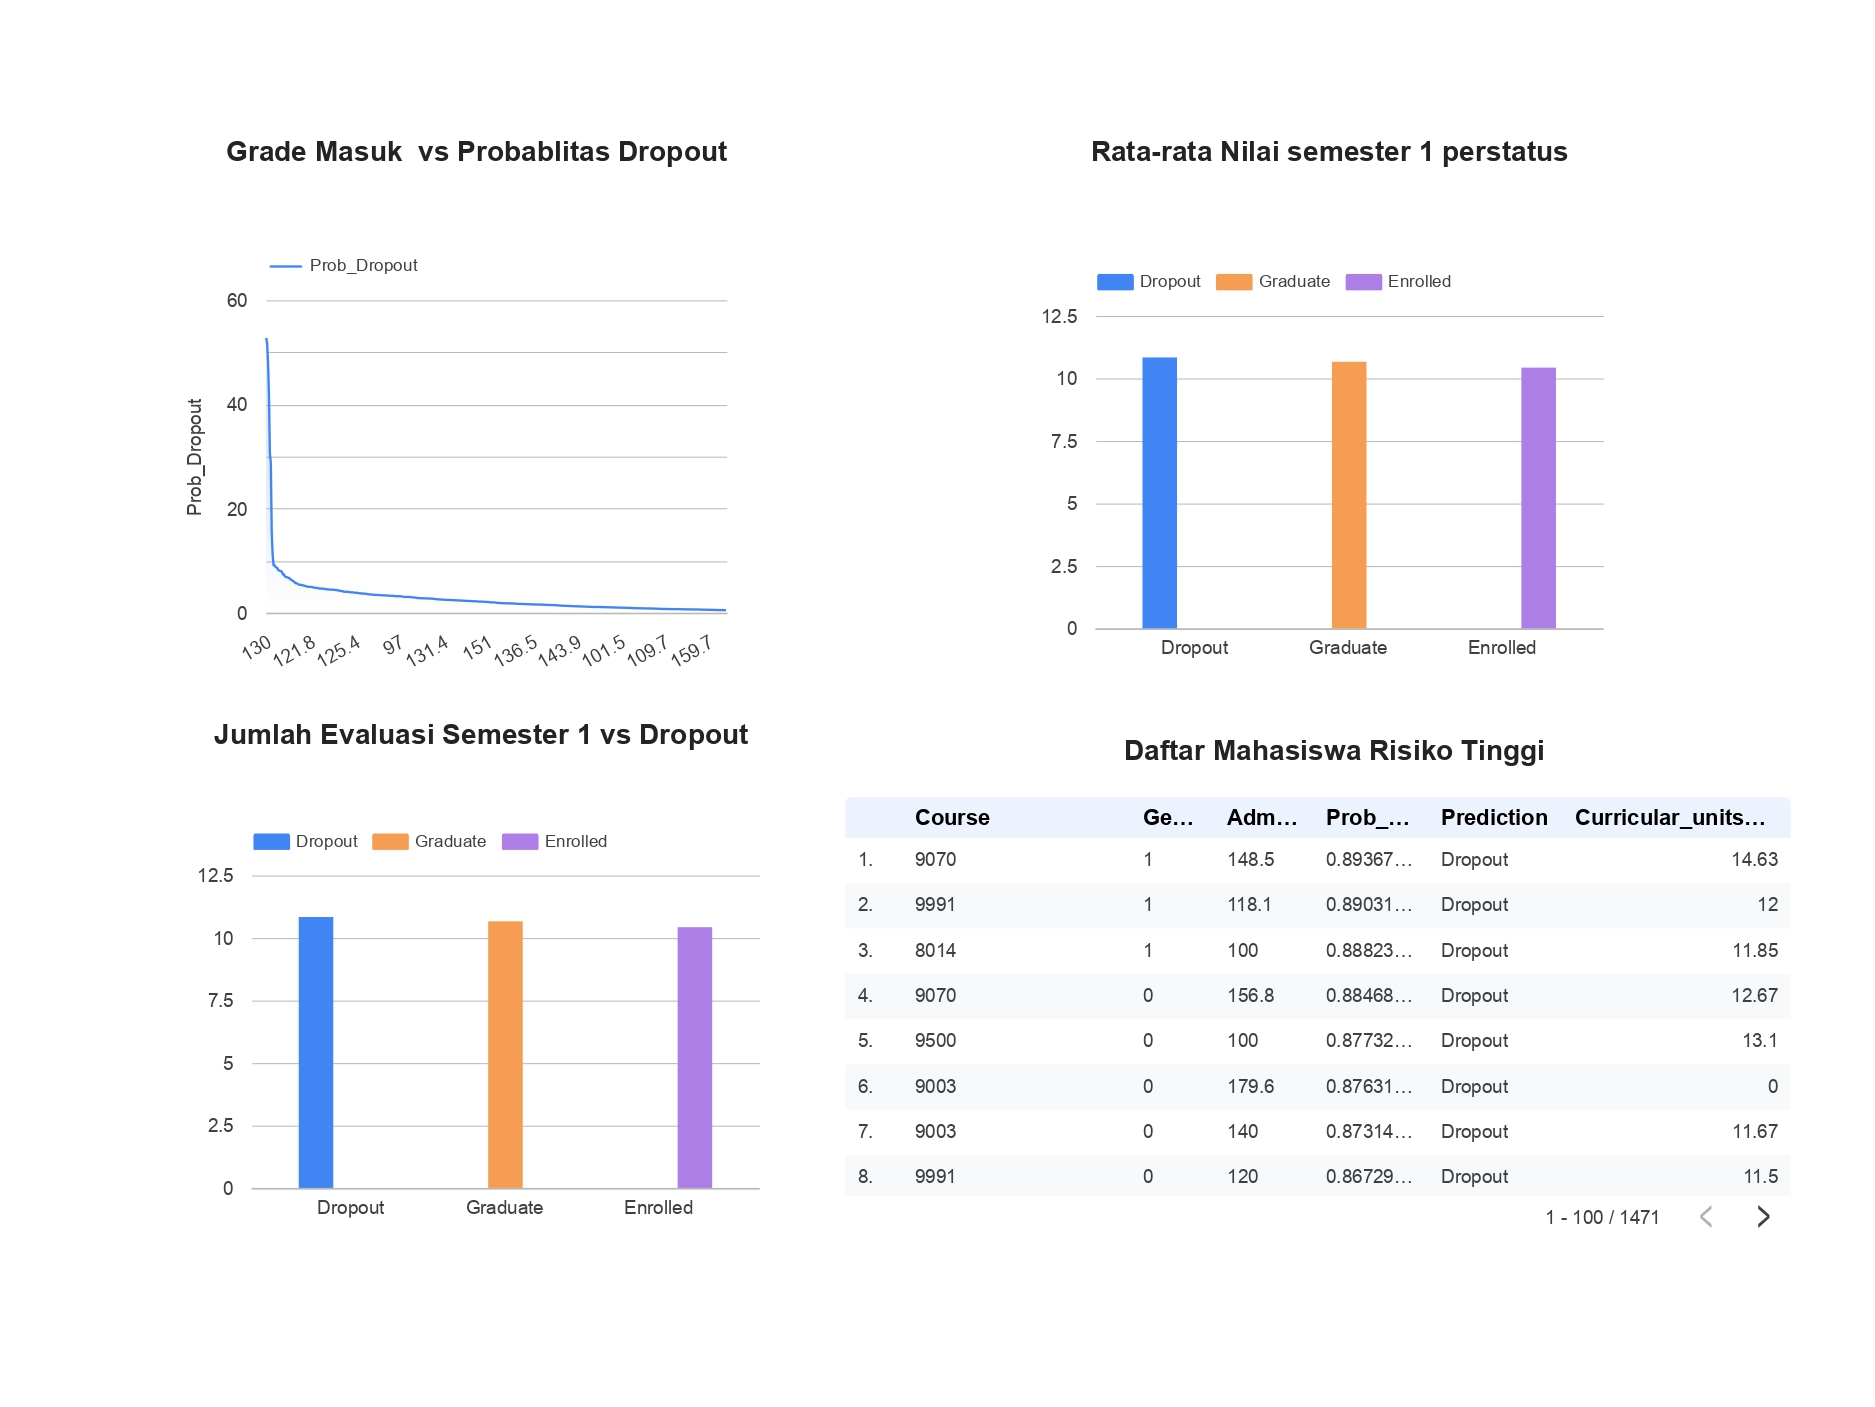 Grade Masuk  vs Probablitas Dropout
Prob_Dropout
60
40
20
0
Prob_Dropout
130
121.8
125.4
97
131.4
151
136.5
143.9
101.5
109.7
159.7
Rata-rata Nilai semester 1 perstatus
Dropout Graduate Enrolled
12.5
10
7.5
5
2.5
0
Dropout Graduate Enrolled
Jumlah Evaluasi Semester 1 vs Dropout
Dropout Graduate Enrolled
12.5
10
7.5
5
2.5
0
Dropout Graduate Enrolled
Daftar Mahasiswa Risiko Tinggi
Course Ge... Adm... Prob_... Prediction Curricular_units...
1. 9070 1 148.5 0.89367... Dropout 14.63
2. 9991 1 118.1 0.89031... Dropout 12
3. 8014 1 100 0.88823... Dropout 11.85
4. 9070 0 156.8 0.88468... Dropout 12.67
5. 9500 0 100 0.87732... Dropout 13.1
6. 9003 0 179.6 0.87631... Dropout 0
7. 9003 0 140 0.87314... Dropout 11.67
8. 9991 0 120 0.86729... Dropout 11.5
1 - 100 / 1471